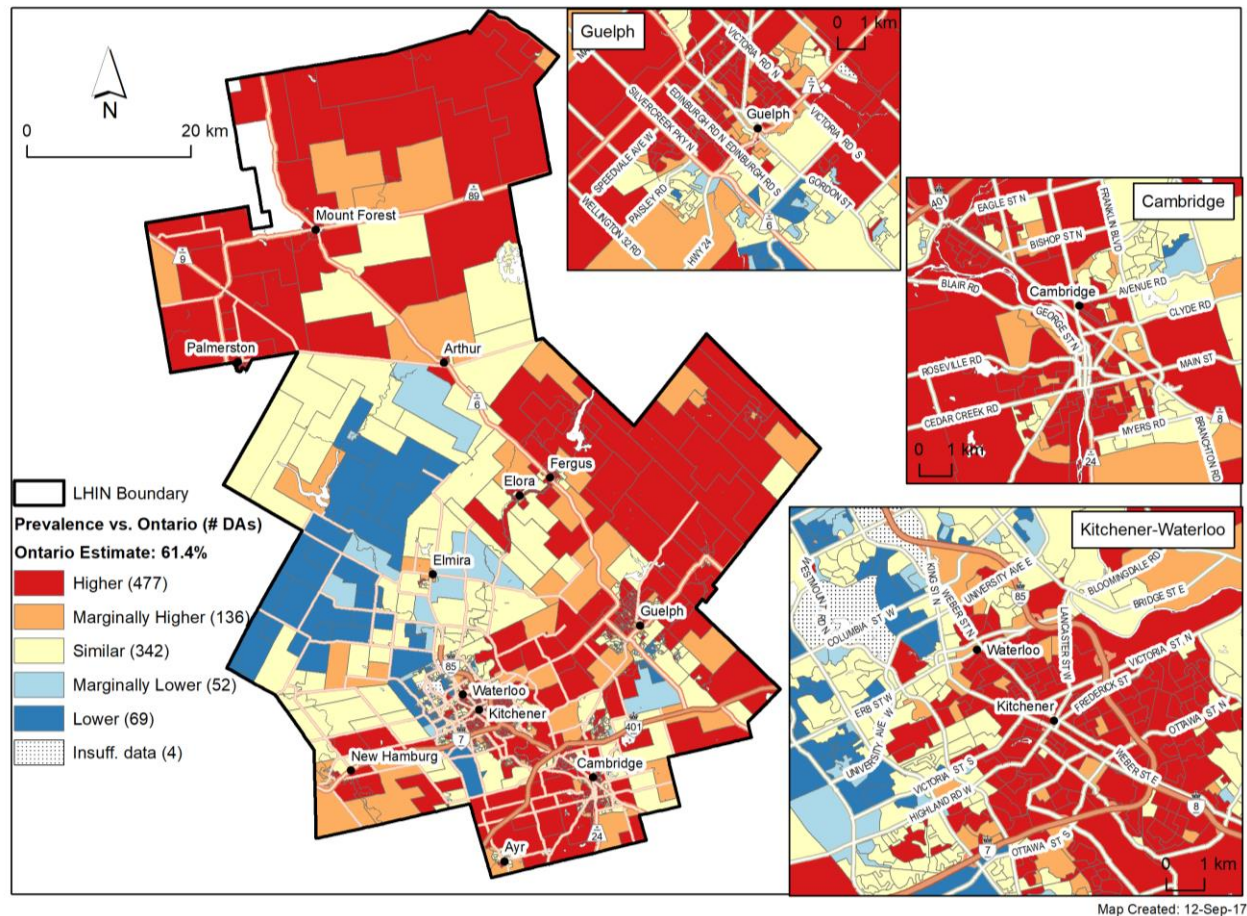 N
0
20 km
Mount Forest
89
9
Palmerston
Arthur
6
Fergus
Elora
Elmira
Guelph
85
Waterloo
Kitchener
7
401
New Hamburg
Cambridge
24
Ayr
LHIN Boundary
Prevalence vs. Ontario (# DAs)
Ontario Estimate: 61.4%
Higher (477)
Marginally Higher (136)
Similar (342)
Marginally Lower (52)
Lower (69)
Insuff. data (4)
Guelph
0 1 km
VICTORIA RD N
7
SILVERCREEK PKY N
EDINBURGH RD N
EDINBURGH RD S
Guelph
VICTORIA RD S
SPEEDVALE AVE W
PAISLEY RD
GORDON ST
WELLINGTON 32 RD
HWY 24
6
Cambridge
401
EAGLE ST N
FRANKLIN BLVD
BISHOP ST N
BLAIR RD
Cambridge
AVENUE RD
GEORGE ST N
CLYDE RD
ROSEVILLE RD
MAIN ST
CEDAR CREEK RD
MYERS RD
8
BRANCHTON RD
24
0 1 km
Kitchener-Waterloo
WESTMOUNT RD N
KING ST N
WEBER ST N
UNIVERSITY AVE E
85
BLOOMINGDALE RD
BRIDGE ST E
COLUMBIA ST W
LANCASTER ST W
Waterloo
VICTORIA ST N
FREDERICK ST
ERB ST W
Kitchener
OTTAWA ST N
UNIVERSITY AVE W
VICTORIA ST S
WEBER ST E
HIGHLAND RD W
8
7
OTTAWA ST S
0 1 km
Map Created: 12-Sep-17